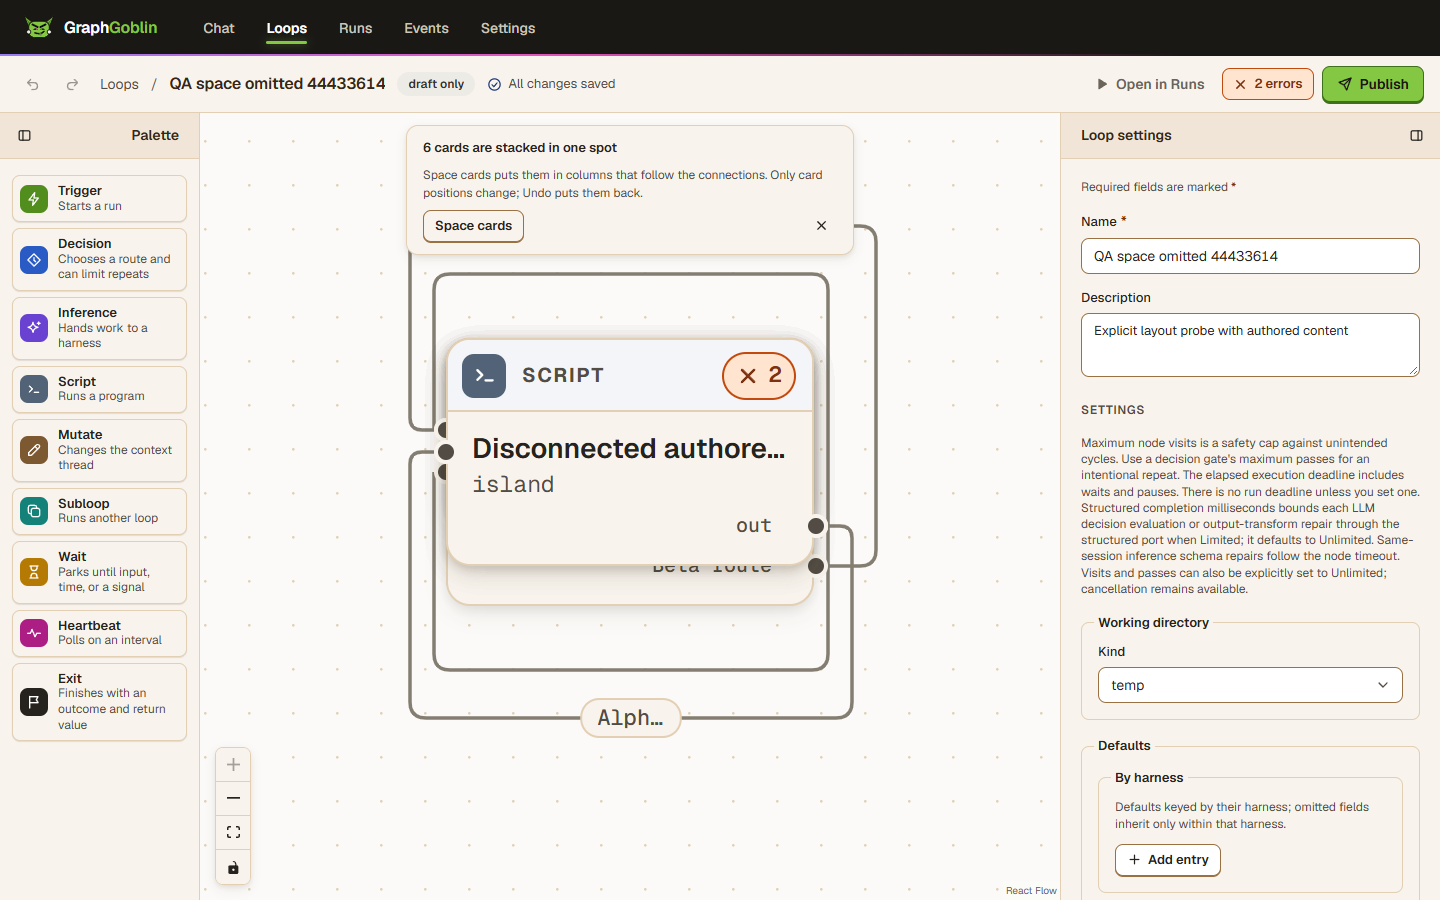 GraphGoblin
Chat
Loops
Runs
Events
Settings
Loops / QA space omitted 44433614
draft only
All changes saved
Open in Runs
2 errors
Publish
Palette
Trigger
Starts a run
Decision
Chooses a route and
can limit repeats
Inference
Hands work to a
harness
Script
Runs a program
Mutate
Changes the context
thread
Subloop
Runs another loop
Wait
Parks until input,
time, or a signal
Heartbeat
Polls on an interval
Exit
Finishes with an
outcome and return
value
6 cards are stacked in one spot
Space cards puts them in columns that follow the connections. Only card
positions change; Undo puts them back.
Space cards
SCRIPT
2
Disconnected authore...
island
out
Beta route
Alph...
React Flow
Loop settings
Required fields are marked *
Name *
QA space omitted 44433614
Description
Explicit layout probe with authored content
SETTINGS
Maximum node visits is a safety cap against unintended
cycles. Use a decision gate's maximum passes for an
intentional repeat. The elapsed execution deadline includes
waits and pauses. There is no run deadline unless you set one.
Structured completion milliseconds bounds each LLM
decision evaluation or output-transform repair through the
structured port when Limited; it defaults to Unlimited. Same-
session inference schema repairs follow the node timeout.
Visits and passes can also be explicitly set to Unlimited;
cancellation remains available.
Working directory
Kind
temp
Defaults
By harness
Defaults keyed by their harness; omitted fields
inherit only within that harness.
Add entry